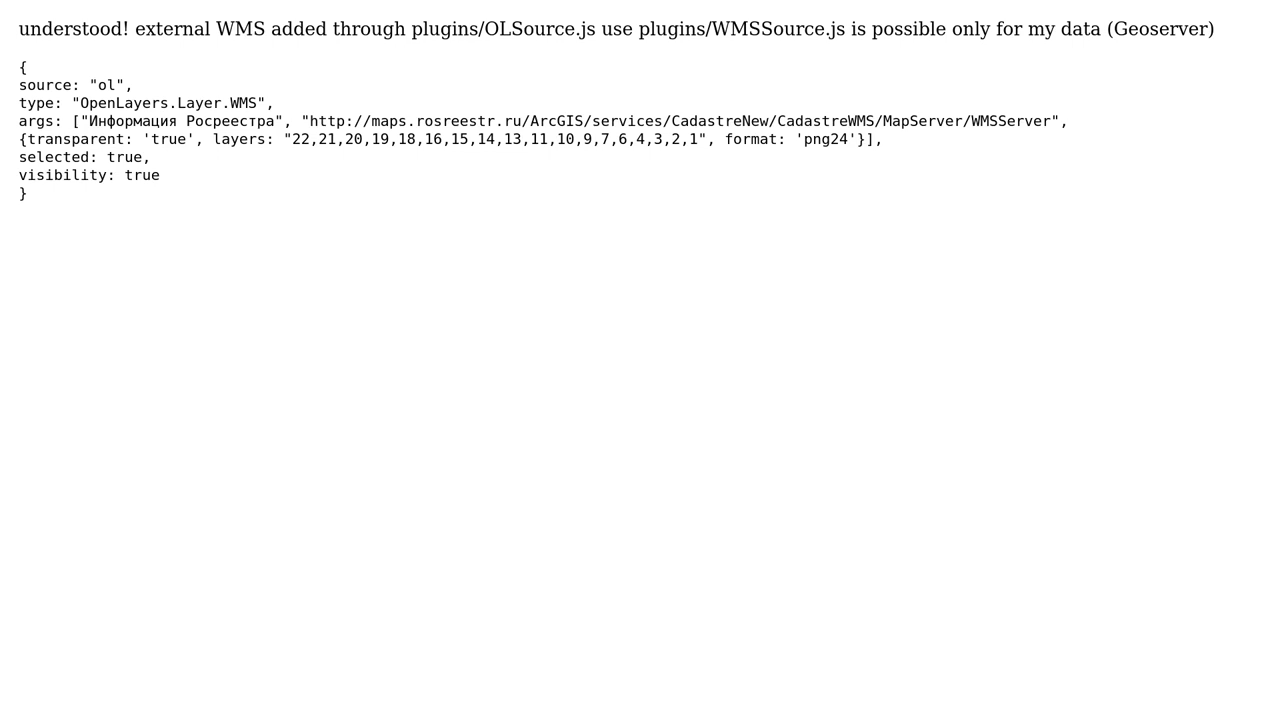 understood! external WMS added through plugins/OLSource.js use plugins/WMSSource.js is possible only for my data (Geoserver)
{
source: "ol",
type: "OpenLayers.Layer.WMS",
args: ["Информация Росреестра", "http://maps.rosreestr.ru/ArcGIS/services/CadastreNew/CadastreWMS/MapServer/WMSServer",
{transparent: 'true', layers: "22,21,20,19,18,16,15,14,13,11,10,9,7,6,4,3,2,1", format: 'png24'}],
selected: true,
visibility: true
}